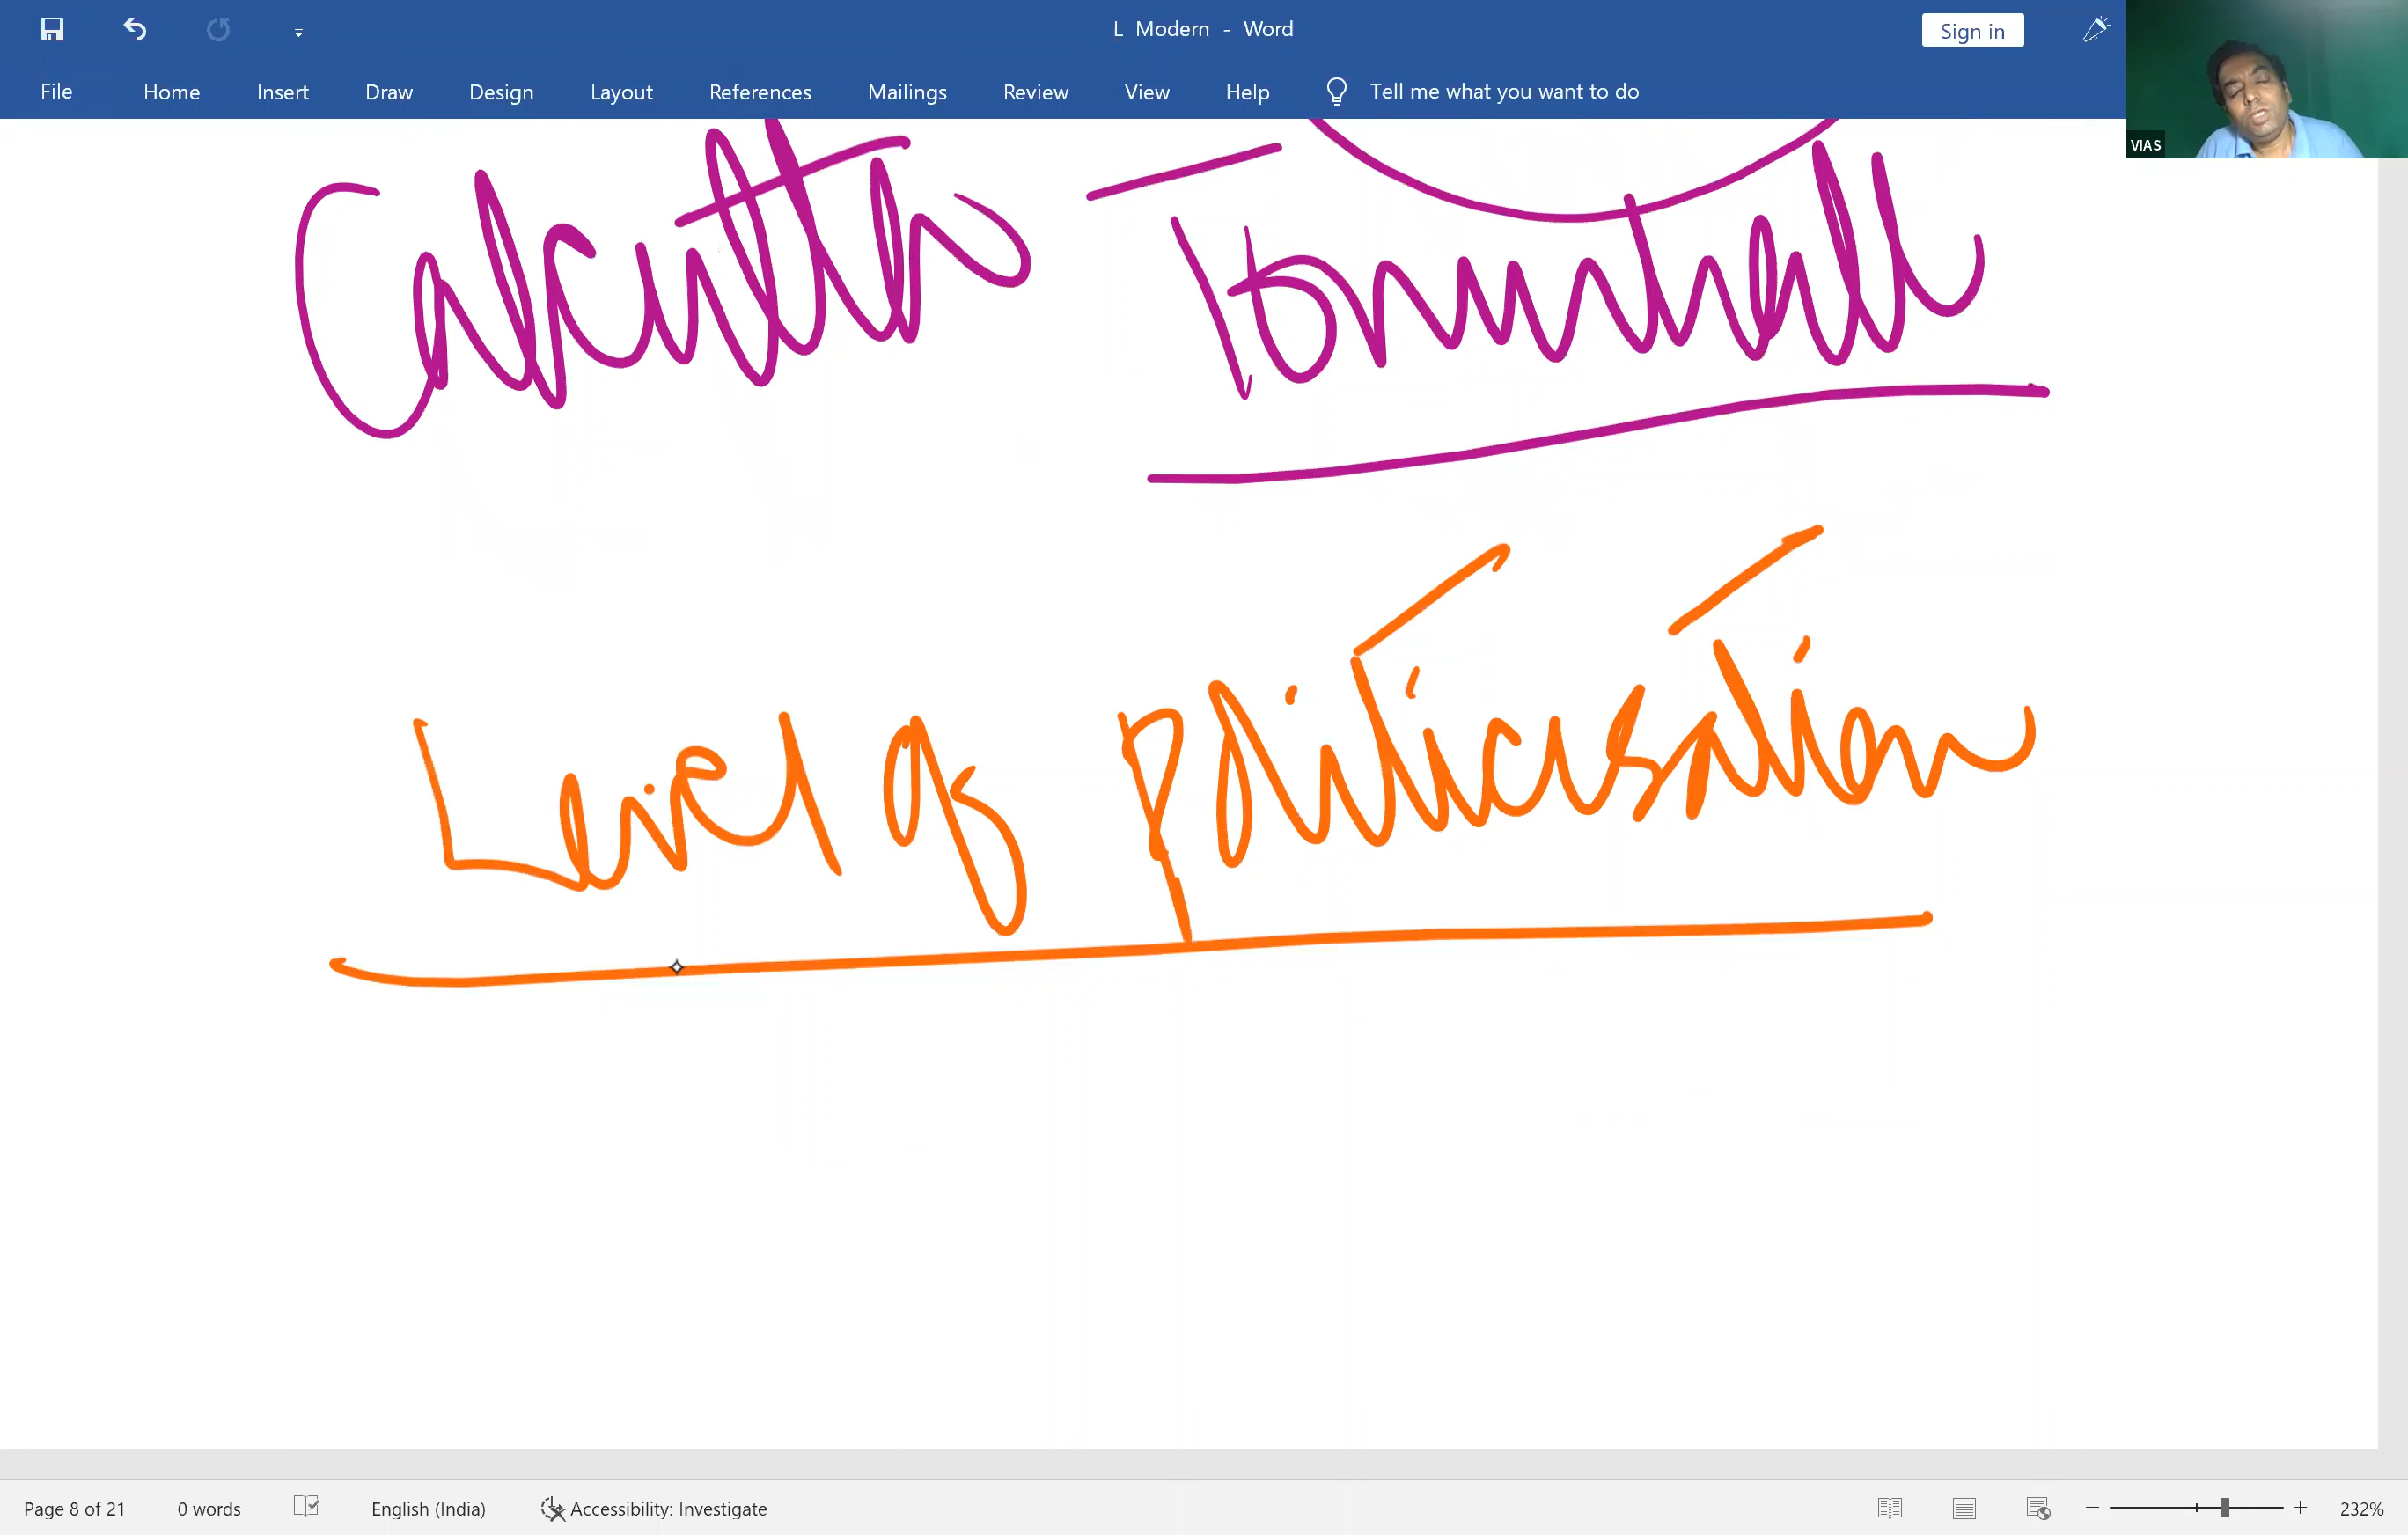 L Modern - Word
Sign in
File Home Insert Draw Design Layout References Mailings Review View Help Tell me what you want to do
VIAS
Calcutta Townhall
Level of politicisation
Page 8 of 21 0 words English (India) Accessibility: Investigate 232%